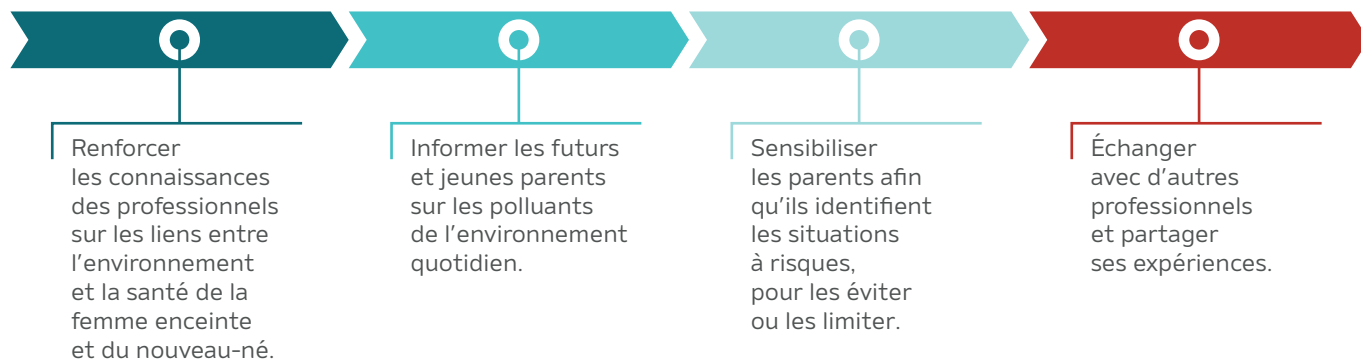 Renforcer
les connaissances
des professionnels
sur les liens entre
l'environnement
et la santé de la
femme enceinte
et du nouveau-né.
Informer les futurs
et jeunes parents
sur les polluants
de l'environnement
quotidien.
Sensibiliser
les parents afin
qu'ils identifient
les situations
à risques,
pour les éviter
ou les limiter.
Échanger
avec d'autres
professionnels
et partager
ses expériences.